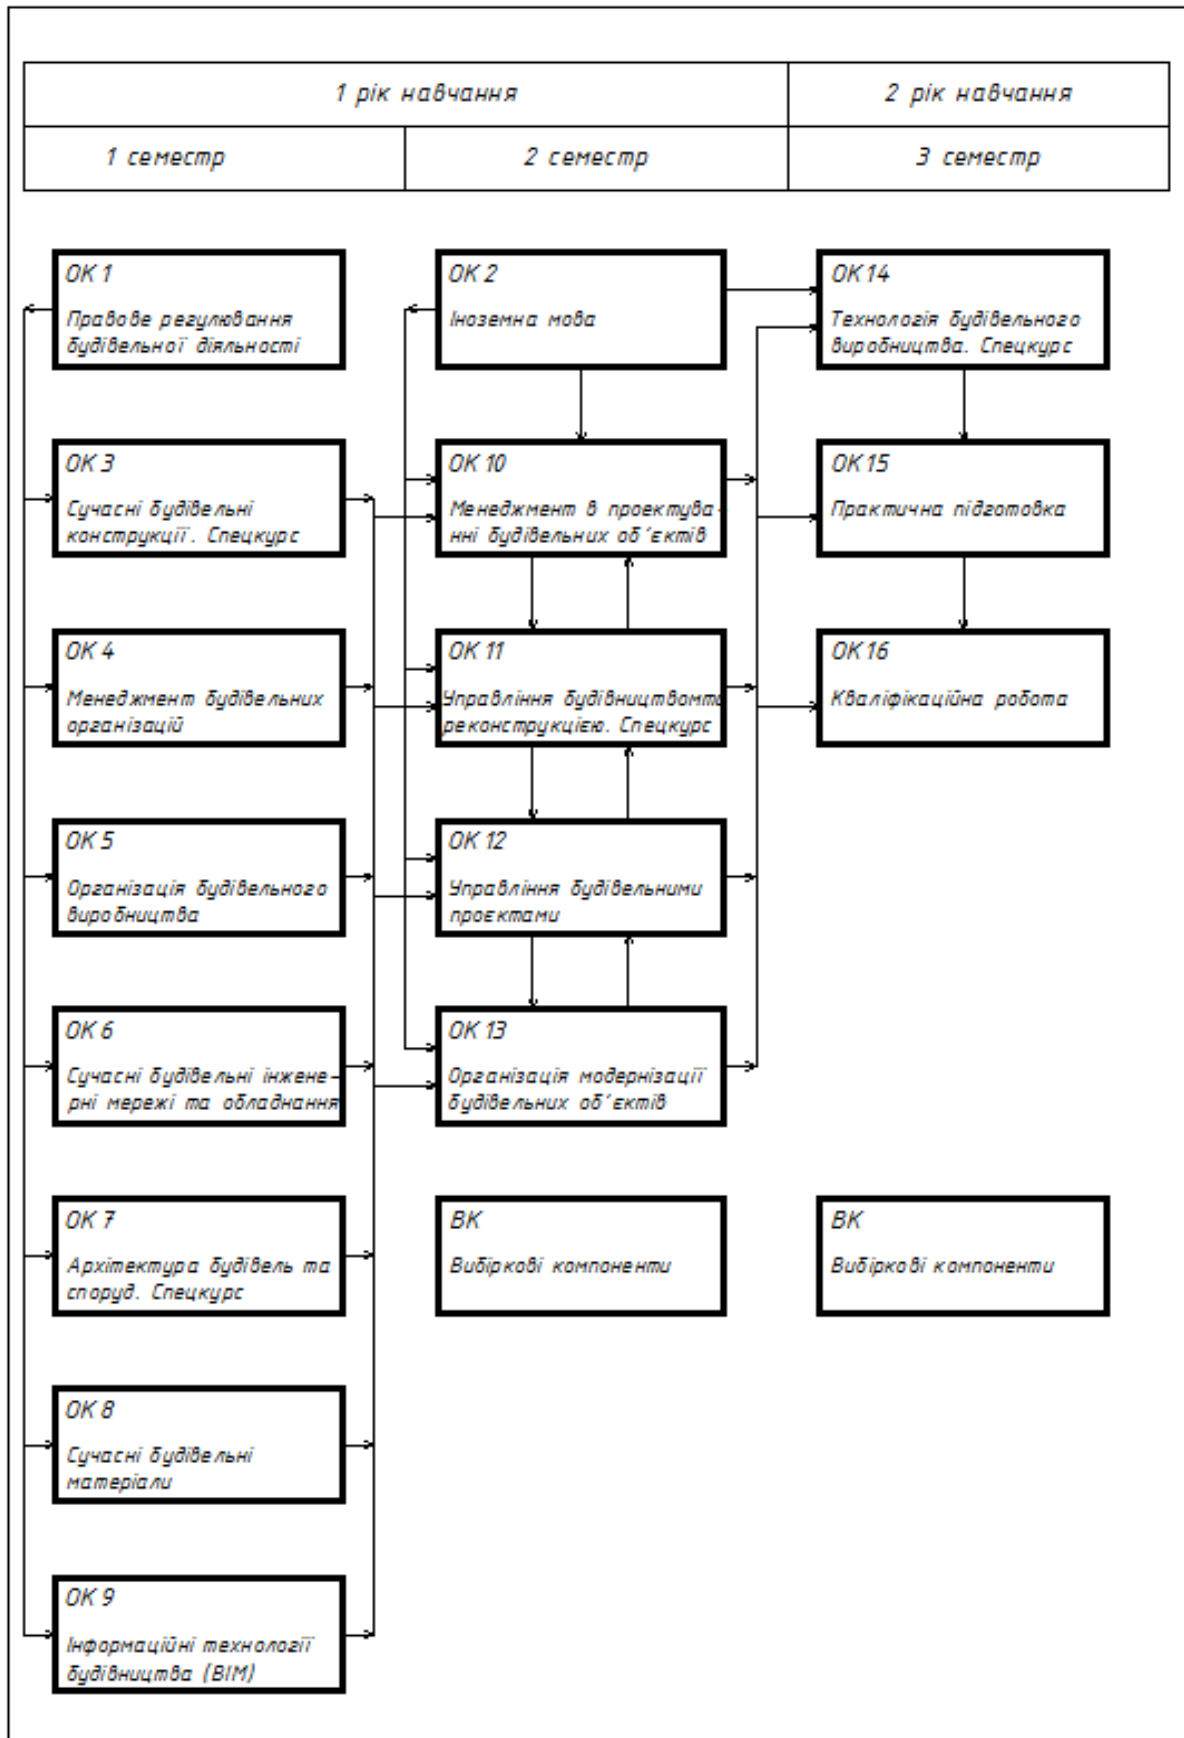 1 рік навчання
2 рік навчання
1 семестр
2 семестр
3 семестр
ОК 1
Правове регулювання
будівельної діяльності
ОК 3
Сучасні будівельні
конструкції. Спецкурс
ОК 4
Менеджмент будівельних
організацій
ОК 5
Організація будівельного
виробництва
ОК 6
Сучасні будівельні інжене-
рні мережі та обладнання
ОК 7
Архітектура будівель та
споруд. Спецкурс
ОК 8
Сучасні будівельні
матеріали
ОК 9
Інформаційні технології
будівництва (BIM)
ОК 2
Іноземна мова
ОК 10
Менеджмент в проектува-
нні будівельних об'єктів
ОК 11
Управління будівництвомта
реконструкцією. Спецкурс
ОК 12
Управління будівельними
проєктами
ОК 13
Організація модернізації
будівельних об'єктів
ВК
Вибіркові компоненти
ОК 14
Технологія будівельного
виробництва. Спецкурс
ОК 15
Практична підготовка
ОК 16
Кваліфікаційна робота
ВК
Вибіркові компоненти